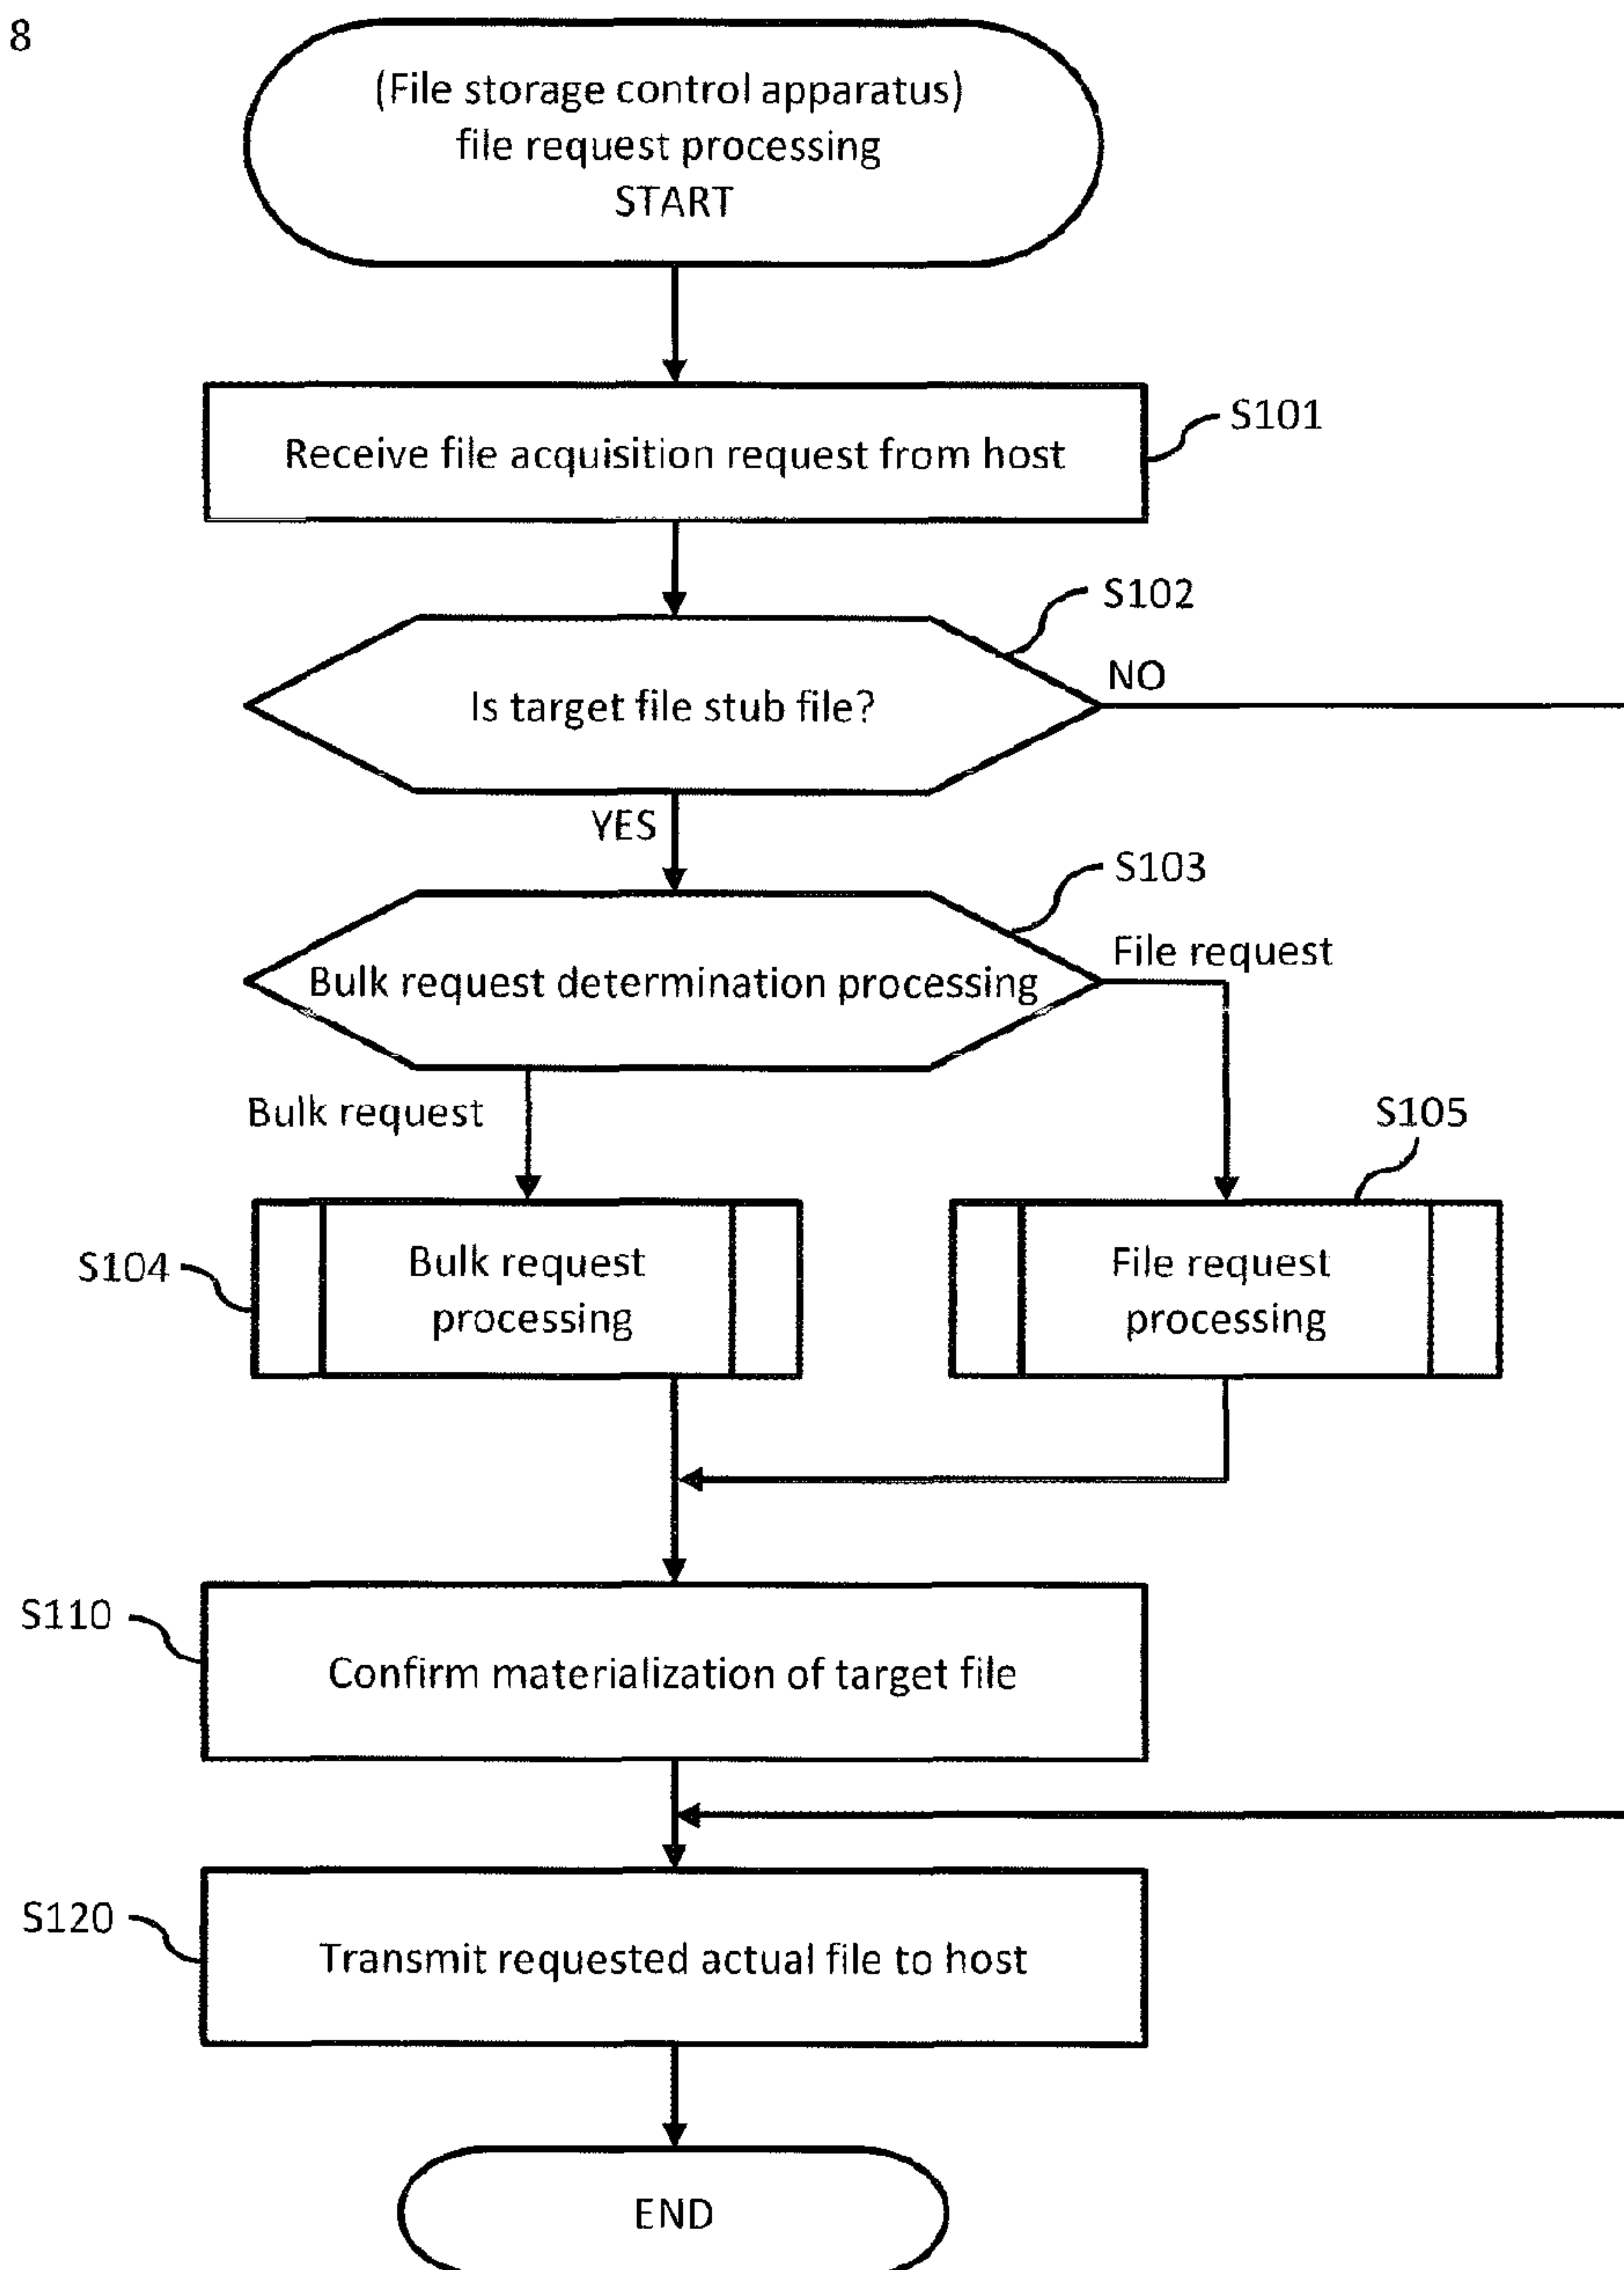 8
(File storage control apparatus)
file request processing
START
Receive file acquisition request from host
S101
S102
Is target file stub file?
NO
YES
S103
Bulk request determination processing
File request
Bulk request
S105
S104
Bulk request
processing
File request
processing
S110
Confirm materialization of target file
S120
Transmit requested actual file to host
END